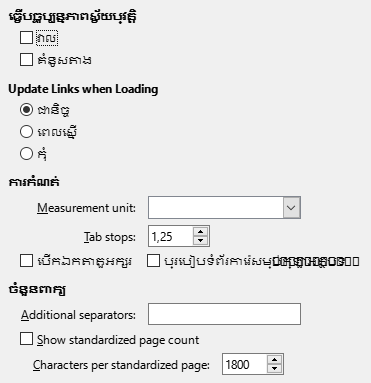 ធ្វើបច្ចុប្បន្នភាពស្វ័យប្រវត្តិ
វាល
គំនូសតាង
Update Links when Loading
ជានិច្ច
ពេលស្នើ
កុំ
ការកំណត់
Measurement unit:
Tab stops: 1,25
បើកឯកតាតួអក្សរ ប្រើរបៀបទំព័រការ៉េសម្រាប់
ចំនួនពាក្យ
Additional separators:
Show standardized page count
Characters per standardized page: 1800